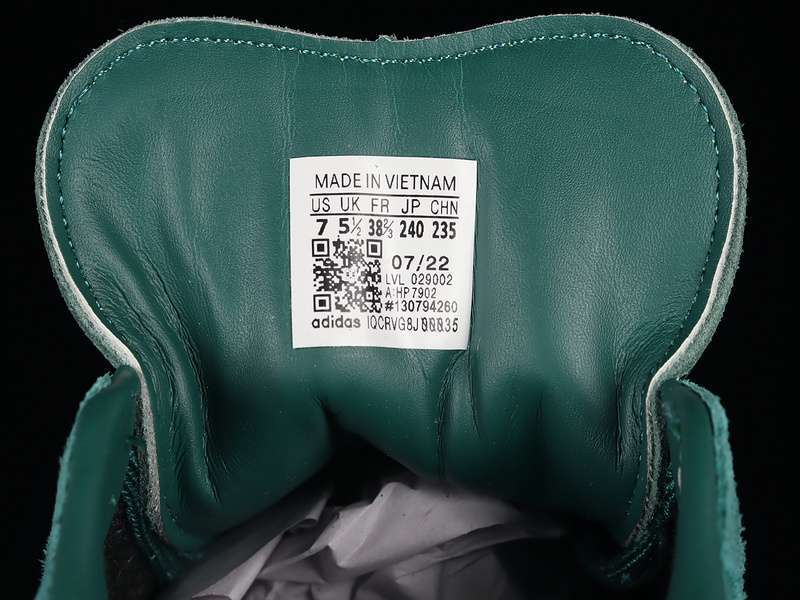 MADE IN VIETNAM
US UK FR JP CHN
7 5½ 38⅔ 240 235
07/22
LVL 029002
A:HP7902
#130794260
adidas